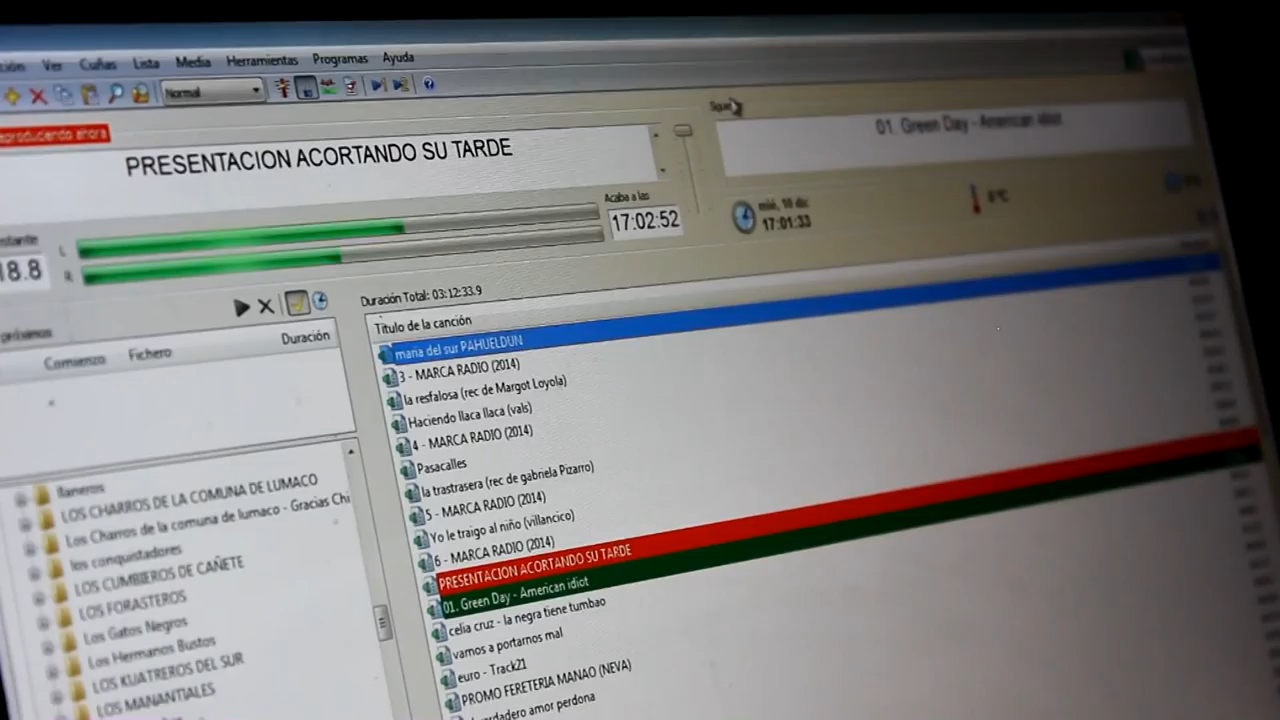 Ver Cuñas Lista Media Herramientas Programas Ayuda
Normal
reproduciendo ahora
PRESENTACION ACORTANDO SU TARDE
01. Green Day - American idiot
Acaba a las
17:02:52
mié, 10 dic
17:01:33
18.8
L
R
Duración Total: 03:12:33.9
próximos
Comienzo Fichero Duración
Título de la canción
maria del sur PAHUELDUN
3 - MARCA RADIO (2014)
la resfalosa (rec de Margot Loyola)
Haciendo llaca llaca (vals)
4 - MARCA RADIO (2014)
Pasacalles
la trastrasera (rec de gabriela Pizarro)
5 - MARCA RADIO (2014)
Yo le traigo al niño (villancico)
6 - MARCA RADIO (2014)
PRESENTACION ACORTANDO SU TARDE
01. Green Day - American idiot
celia cruz - la negra tiene tumbao
vamos a portarnos mal
euro - Track21
PROMO FERETERIA MANAO (NEVA)
verdadero amor perdona
llaneros
LOS CHARROS DE LA COMUNA DE LUMACO
Los Charros de la comuna de lumaco - Gracias Chi
los conquistadores
LOS CUMBIEROS DE CAÑETE
LOS FORASTEROS
Los Gatos Negros
Los Hermanos Bustos
LOS KUATREROS DEL SUR
LOS MANANTIALES